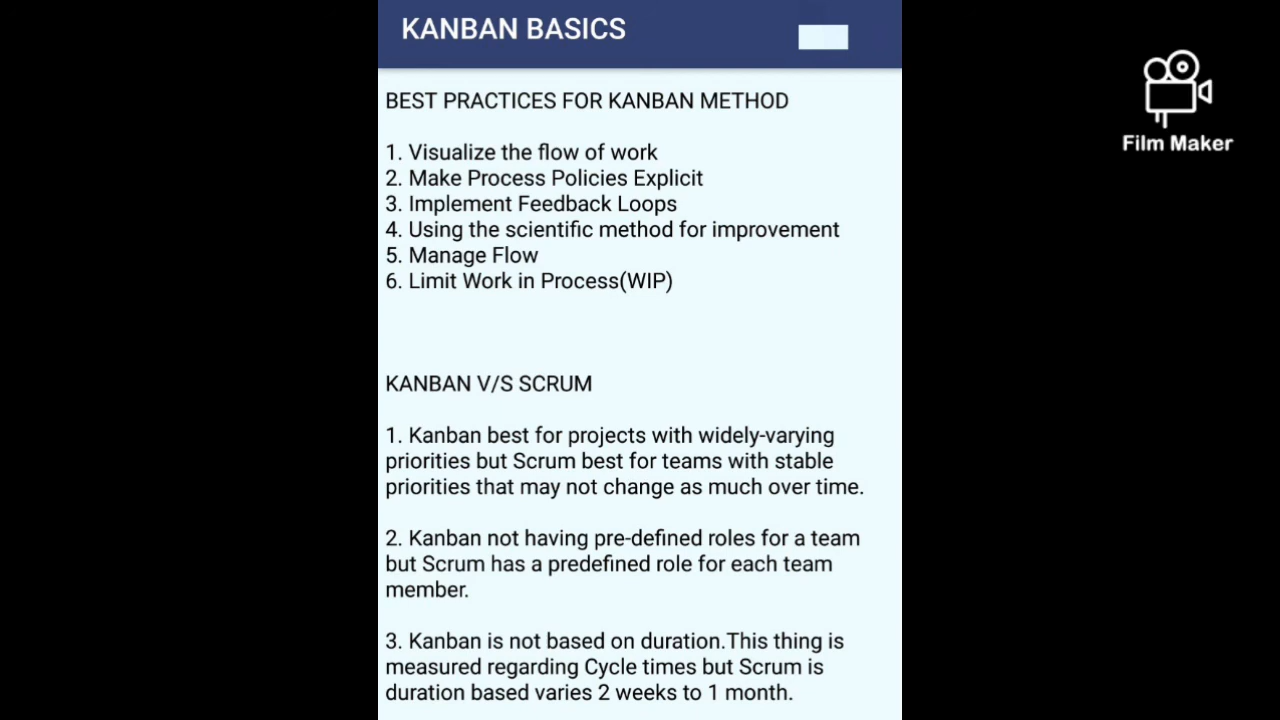 KANBAN BASICS
BEST PRACTICES FOR KANBAN METHOD
1. Visualize the flow of work
2. Make Process Policies Explicit
3. Implement Feedback Loops
4. Using the scientific method for improvement
5. Manage Flow
6. Limit Work in Process(WIP)
KANBAN V/S SCRUM
1. Kanban best for projects with widely-varying
priorities but Scrum best for teams with stable
priorities that may not change as much over time.
2. Kanban not having pre-defined roles for a team
but Scrum has a predefined role for each team
member.
3. Kanban is not based on duration.This thing is
measured regarding Cycle times but Scrum is
duration based varies 2 weeks to 1 month.
Film Maker